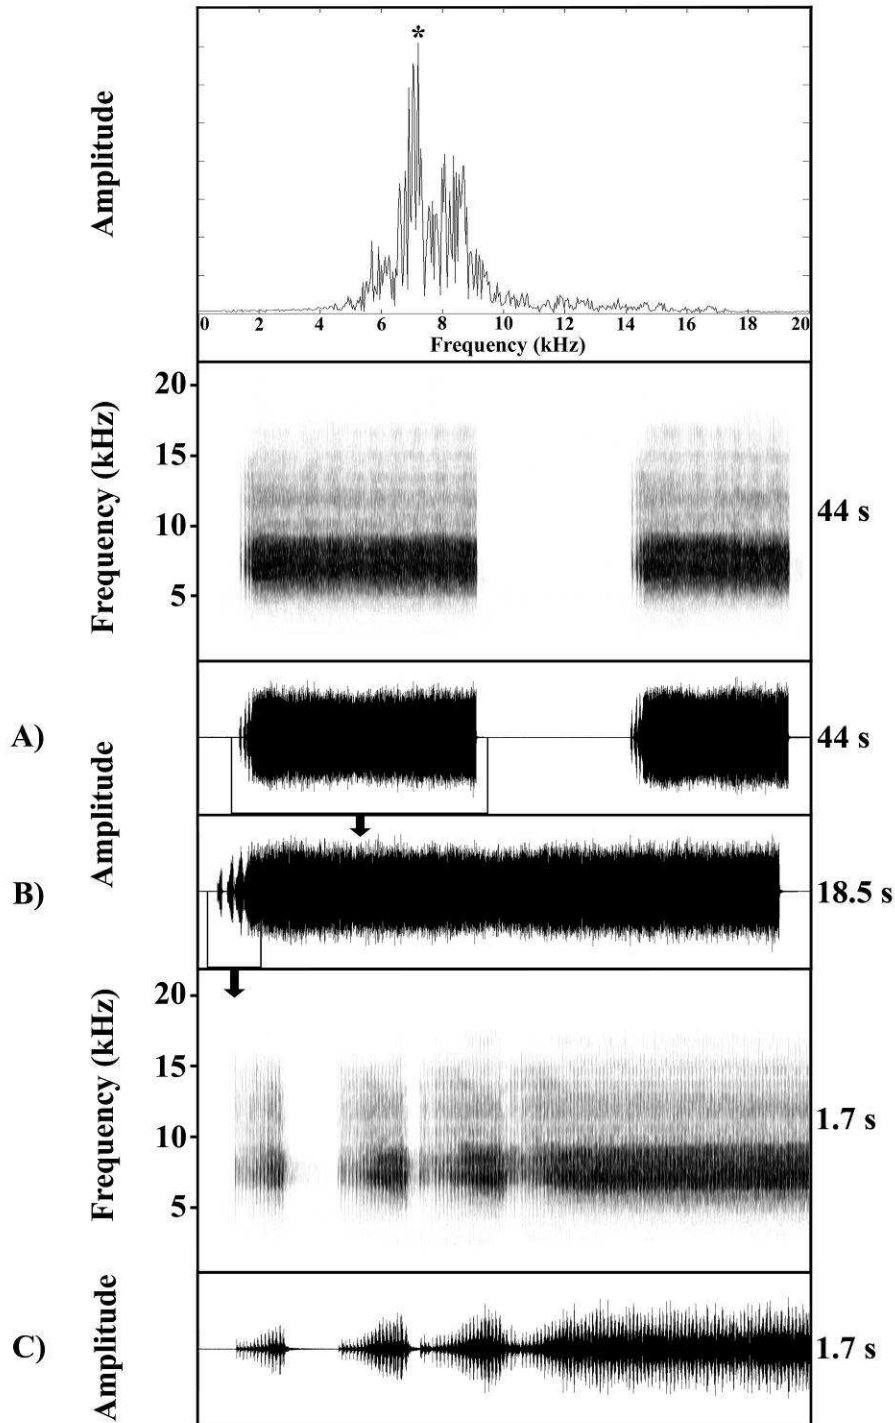 *
Amplitude
0 2 4 6 8 10 12 14 16 18 20
Frequency (kHz)
Frequency (kHz)
20
15
10
5
44 s
A)
44 s
Amplitude
B)
18.5 s
Frequency (kHz)
20
15
10
5
1.7 s
C)
Amplitude
1.7 s